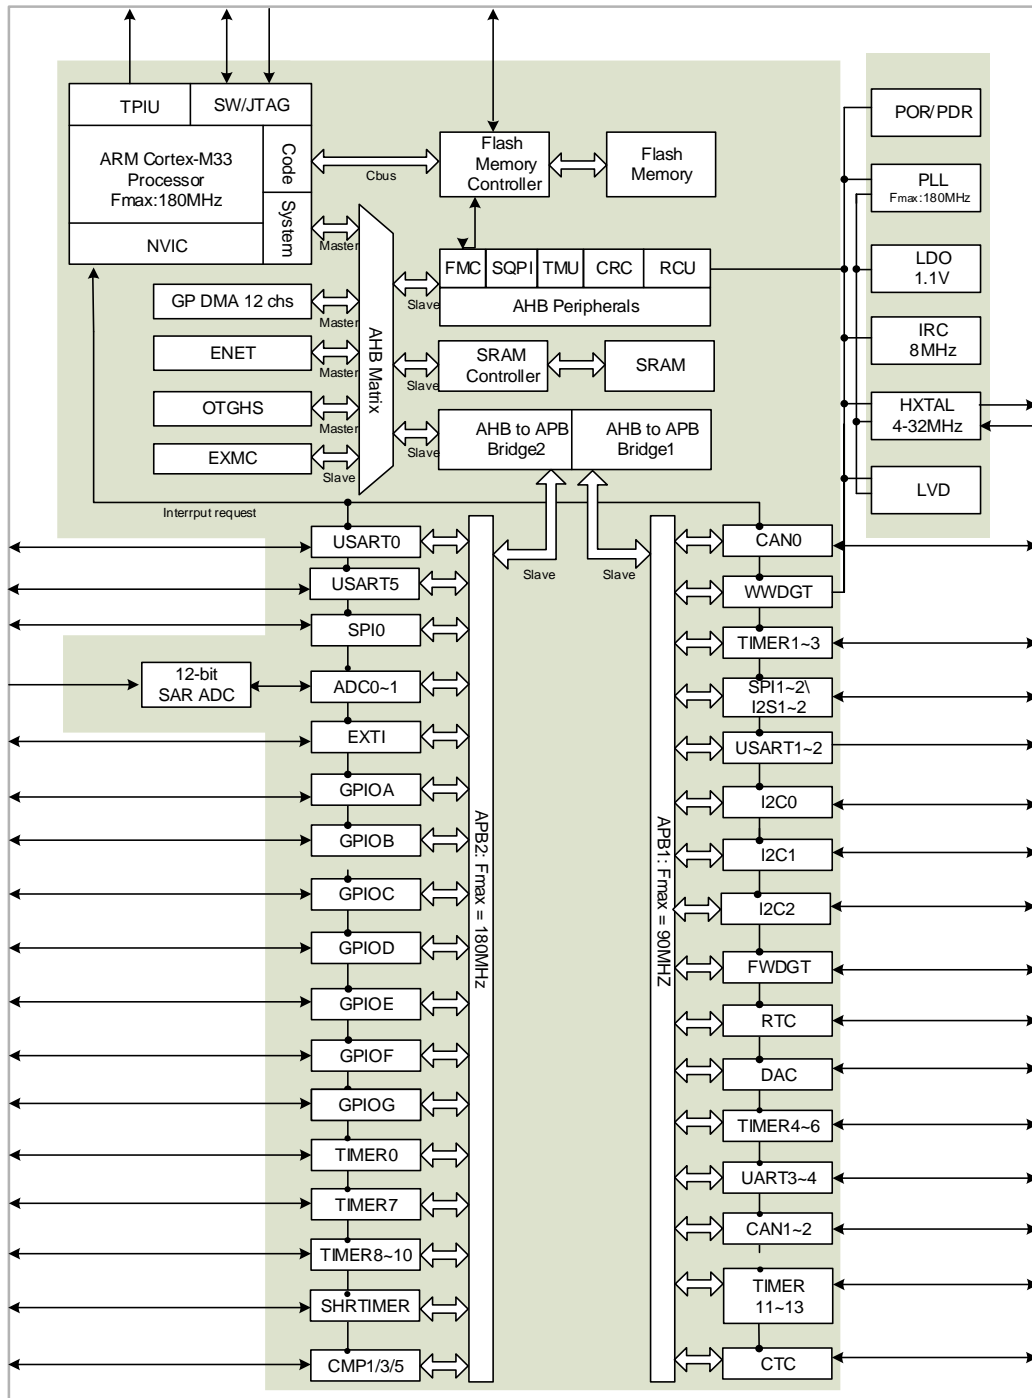 TPIU
SW/JTAG
ARM Cortex-M33
Processor
Fmax:180MHz
Code
System
NVIC
Cbus
Flash
Memory
Controller
Flash
Memory
POR/PDR
PLL
Fmax:180MHz
LDO
1.1V
IRC
8MHz
HXTAL
4-32MHz
LVD
Master
FMC
SQPI
TMU
CRC
RCU
AHB Peripherals
Slave
GP DMA 12 chs
Master
ENET
Master
OTGHS
Master
EXMC
Slave
AHB Matrix
SRAM
Controller
SRAM
Slave
AHB to APB
Bridge2
AHB to APB
Bridge1
Slave
Interrput request
Slave
Slave
USART0
USART5
SPI0
12-bit
SAR ADC
ADC0~1
EXTI
GPIOA
GPIOB
GPIOC
GPIOD
GPIOE
GPIOF
GPIOG
TIMER0
TIMER7
TIMER8~10
SHRTIMER
CMP1/3/5
APB2: Fmax = 180MHz
APB1: Fmax = 90MHZ
CAN0
WWDGT
TIMER1~3
SPI1~2\
I2S1~2
USART1~2
I2C0
I2C1
I2C2
FWDGT
RTC
DAC
TIMER4~6
UART3~4
CAN1~2
TIMER
11~13
CTC